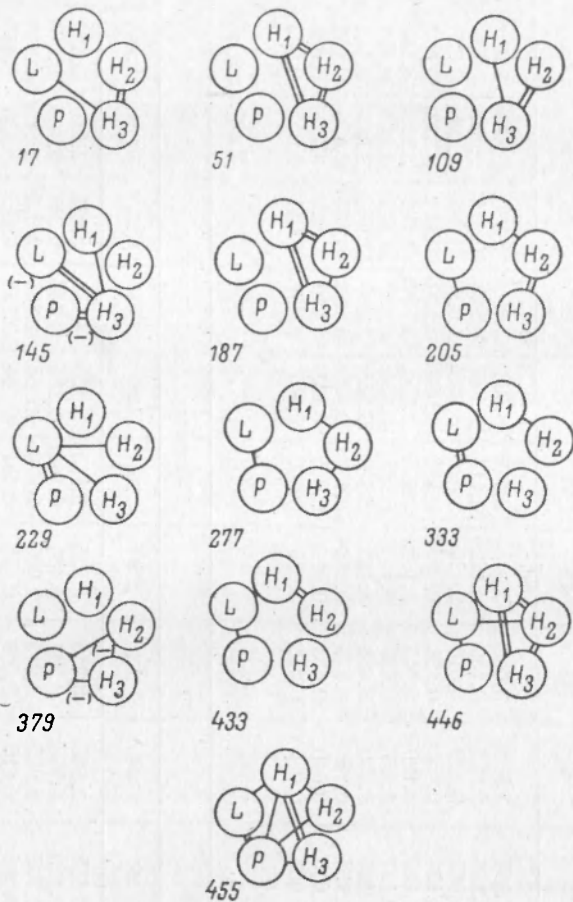 H₁ H₁ H₁
L H₂ L H₂ L H₂
P H₃ P H₃ P H₃
17 51 109
H₁ H₁ H₁
L H₂ L H₂ L H₂
(−)
P H₃ P H₃ P H₃
(−)
145 187 205
H₁ H₁ H₁
L H₂ L H₂ L H₂
P H₃ P H₃ P H₃
229 277 333
H₁ H₁ H₁
L H₂ L H₂ L H₂
(−)
P H₃ P H₃ P H₃
(−)
379 433 446
H₁
L H₂
P H₃
455